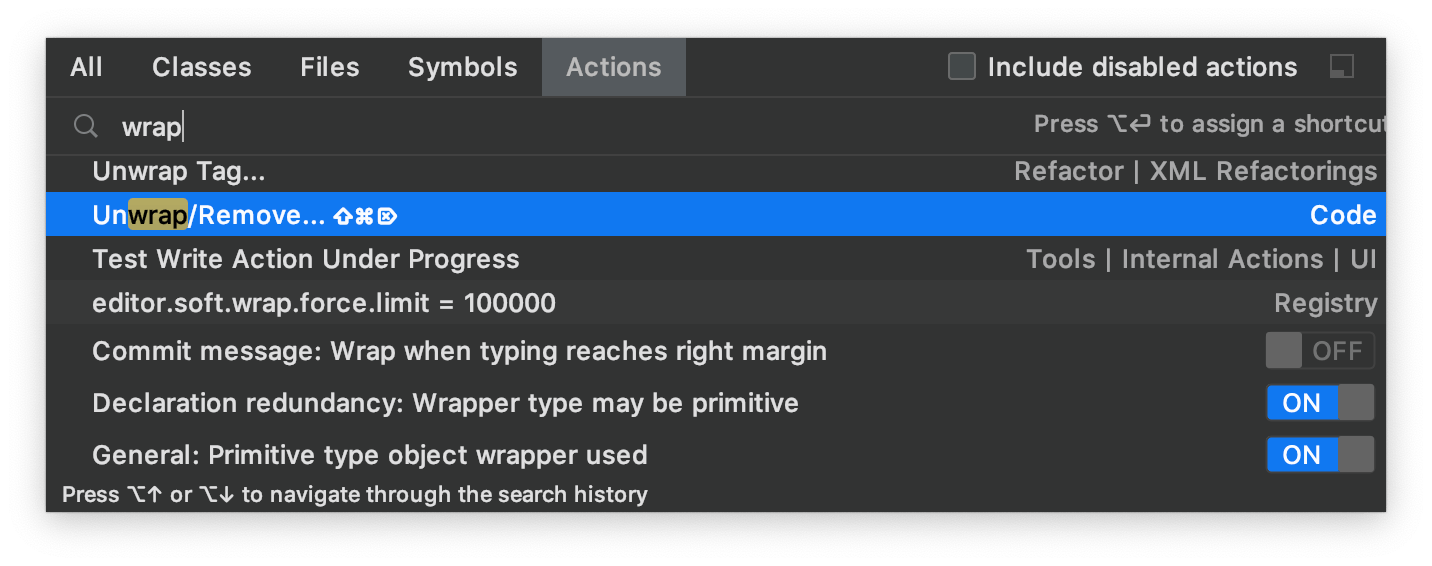 All Classes Files Symbols Actions Include disabled actions
wrap Press ⌥⏎ to assign a shortcut
Unwrap Tag... Refactor | XML Refactorings
Unwrap/Remove... ⇧⌘⌦ Code
Test Write Action Under Progress Tools | Internal Actions | UI
editor.soft.wrap.force.limit = 100000 Registry
Commit message: Wrap when typing reaches right margin OFF
Declaration redundancy: Wrapper type may be primitive ON
General: Primitive type object wrapper used ON
Press ⌥↑ or ⌥↓ to navigate through the search history